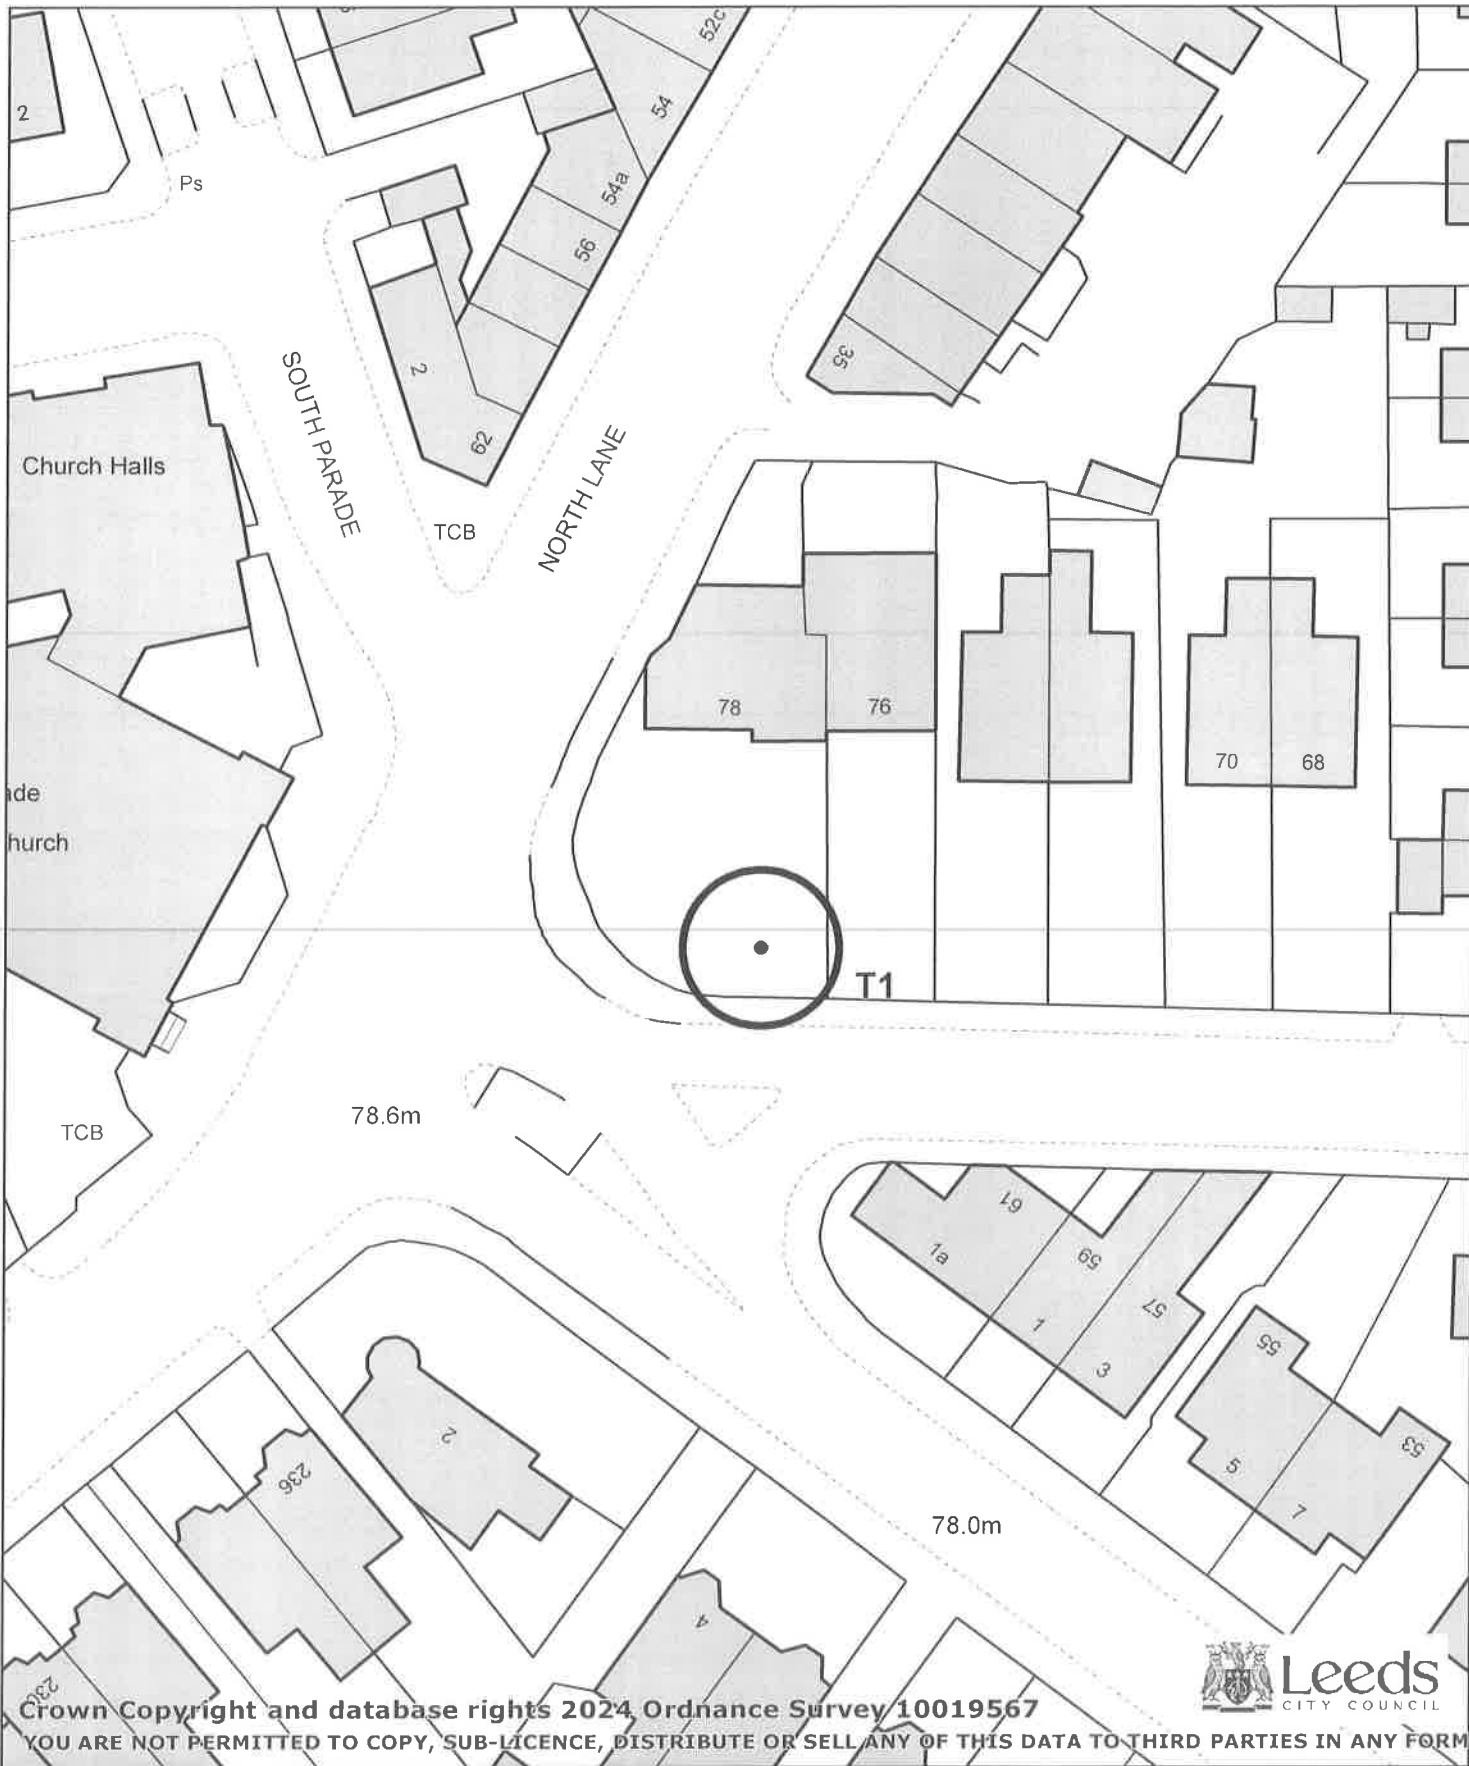 52c
2
54
Ps
54a
56
35
2
SOUTH PARADE
62
NORTH LANE
Church Halls
TCB
78
76
70
68
hurch
T1
78.6m
TCB
61
1a
59
57
1
3
55
53
5
7
2
236
78.0m
4
Leeds
CITY COUNCIL
Crown Copyright and database rights 2024 Ordnance Survey 10019567
YOU ARE NOT PERMITTED TO COPY, SUB-LICENCE, DISTRIBUTE OR SELL ANY OF THIS DATA TO THIRD PARTIES IN ANY FORM